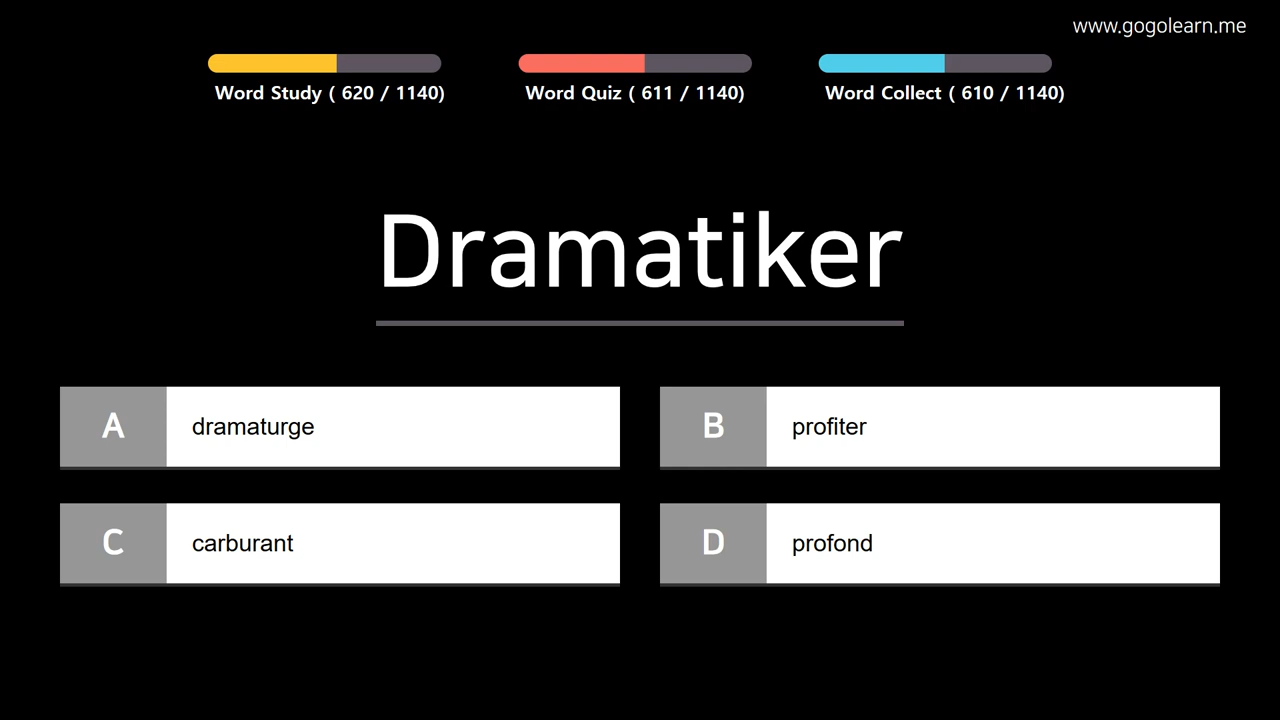 www.gogolearn.me
Word Study ( 620 / 1140)
Word Quiz ( 611 / 1140)
Word Collect ( 610 / 1140)
Dramatiker
A dramaturge
B profiter
C carburant
D profond